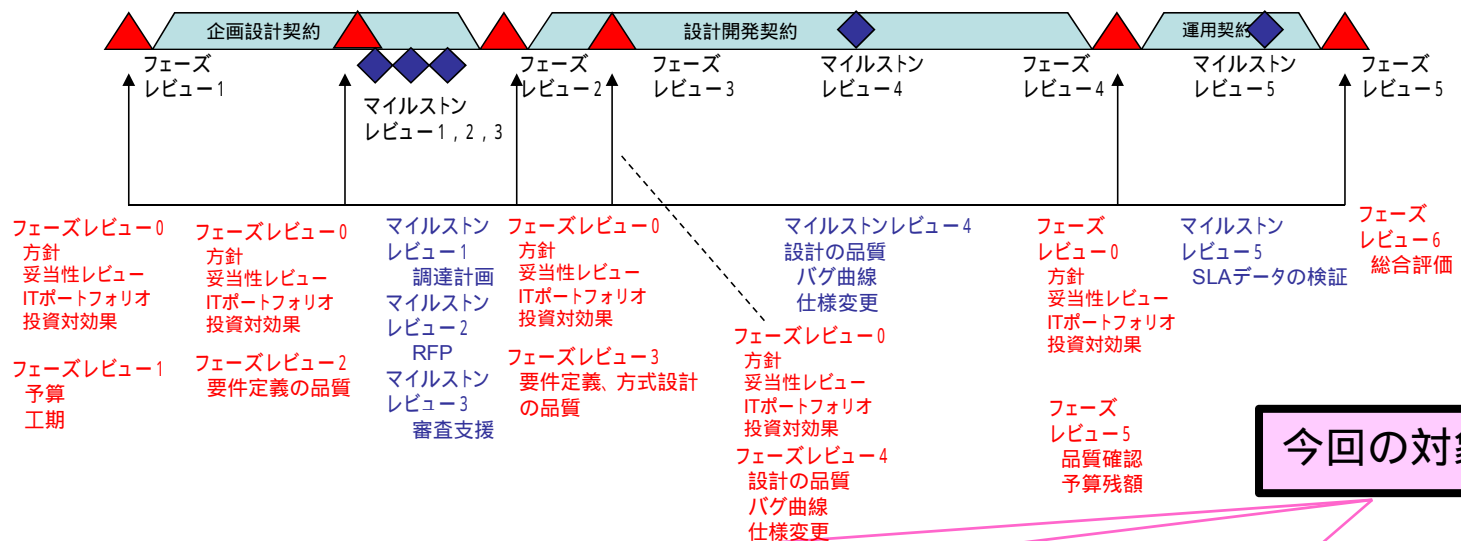 企画設計契約
設計開発契約
運用契約
フェーズ
レビュー1
マイルストン
レビュー1,2,3
フェーズ
レビュー2
フェーズ
レビュー3
マイルストン
レビュー4
フェーズ
レビュー4
マイルストン
レビュー5
フェーズ
レビュー5
フェーズレビュー0
方針
妥当性レビュー
ITポートフォリオ
投資対効果
フェーズレビュー1
予算
工期
フェーズレビュー0
方針
妥当性レビュー
ITポートフォリオ
投資対効果
フェーズレビュー2
要件定義の品質
マイルストン
レビュー1
調達計画
マイルストン
レビュー2
RFP
マイルストン
レビュー3
審査支援
フェーズレビュー0
方針
妥当性レビュー
ITポートフォリオ
投資対効果
フェーズレビュー3
要件定義、方式設計
の品質
マイルストンレビュー4
設計の品質
バグ曲線
仕様変更
フェーズレビュー0
方針
妥当性レビュー
ITポートフォリオ
投資対効果
フェーズレビュー4
設計の品質
バグ曲線
仕様変更
フェーズ
レビュー0
方針
妥当性レビュー
ITポートフォリオ
投資対効果
フェーズ
レビュー5
品質確認
予算残額
マイルストン
レビュー5
SLAデータの検証
フェーズ
レビュー6
総合評価
今回の対